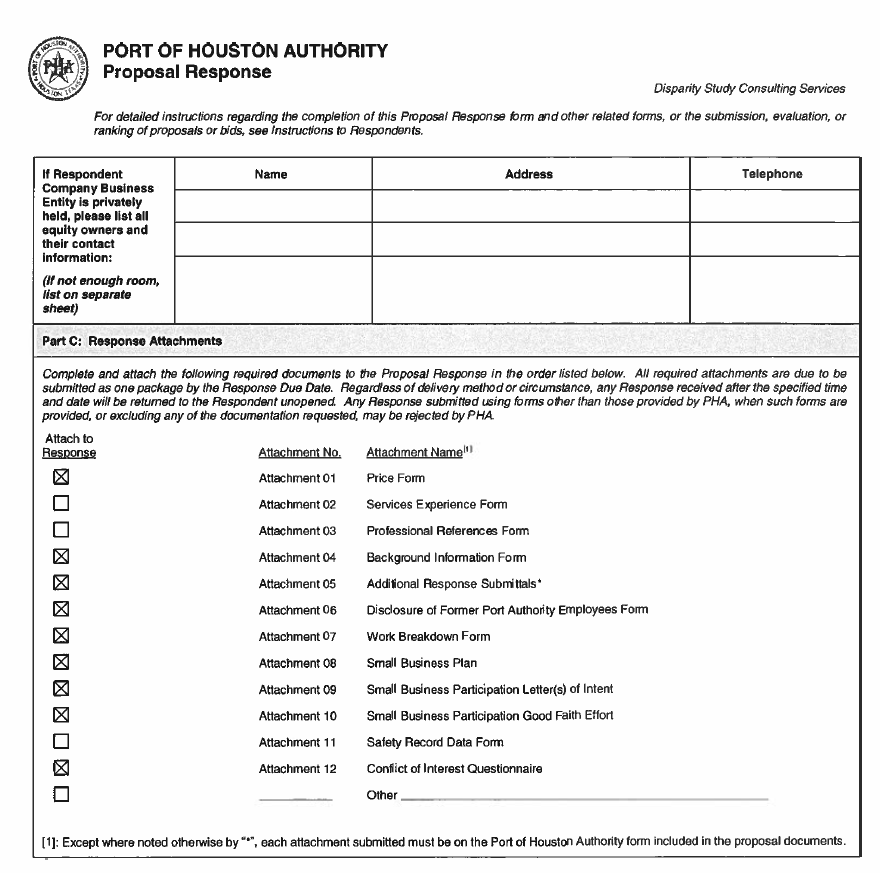 PORT OF HOUSTON AUTHORITY
Proposal Response
PORT OF HOUSTON AUTHORITY
PHA
HOUSTON TEXAS
Disparity Study Consulting Services
For detailed instructions regarding the completion of this Proposal Response form and other related forms, or the submission, evaluation, or
ranking of proposals or bids, see Instructions to Respondents.
If Respondent
Company Business
Entity is privately
held, please list all
equity owners and
their contact
information:
(If not enough room,
list on separate
sheet)
Name Address Telephone
Part C: Response Attachments
Complete and attach the following required documents to the Proposal Response in the order listed below. All required attachments are due to be
submitted as one package by the Response Due Date. Regardless of delivery method or circumstance, any Response received after the specified time
and date will be returned to the Respondent unopened. Any Response submitted using forms other than those provided by PHA, when such forms are
provided, or excluding any of the documentation requested, may be rejected by PHA.
Attach to
Response Attachment No. Attachment Name[1]
☒ Attachment 01 Price Form
☐ Attachment 02 Services Experience Form
☐ Attachment 03 Professional References Form
☒ Attachment 04 Background Information Form
☒ Attachment 05 Additional Response Submittals*
☒ Attachment 06 Disclosure of Former Port Authority Employees Form
☒ Attachment 07 Work Breakdown Form
☒ Attachment 08 Small Business Plan
☒ Attachment 09 Small Business Participation Letter(s) of Intent
☒ Attachment 10 Small Business Participation Good Faith Effort
☐ Attachment 11 Safety Record Data Form
☒ Attachment 12 Conflict of Interest Questionnaire
☐ Other
[1]: Except where noted otherwise by "*", each attachment submitted must be on the Port of Houston Authority form included in the proposal documents.